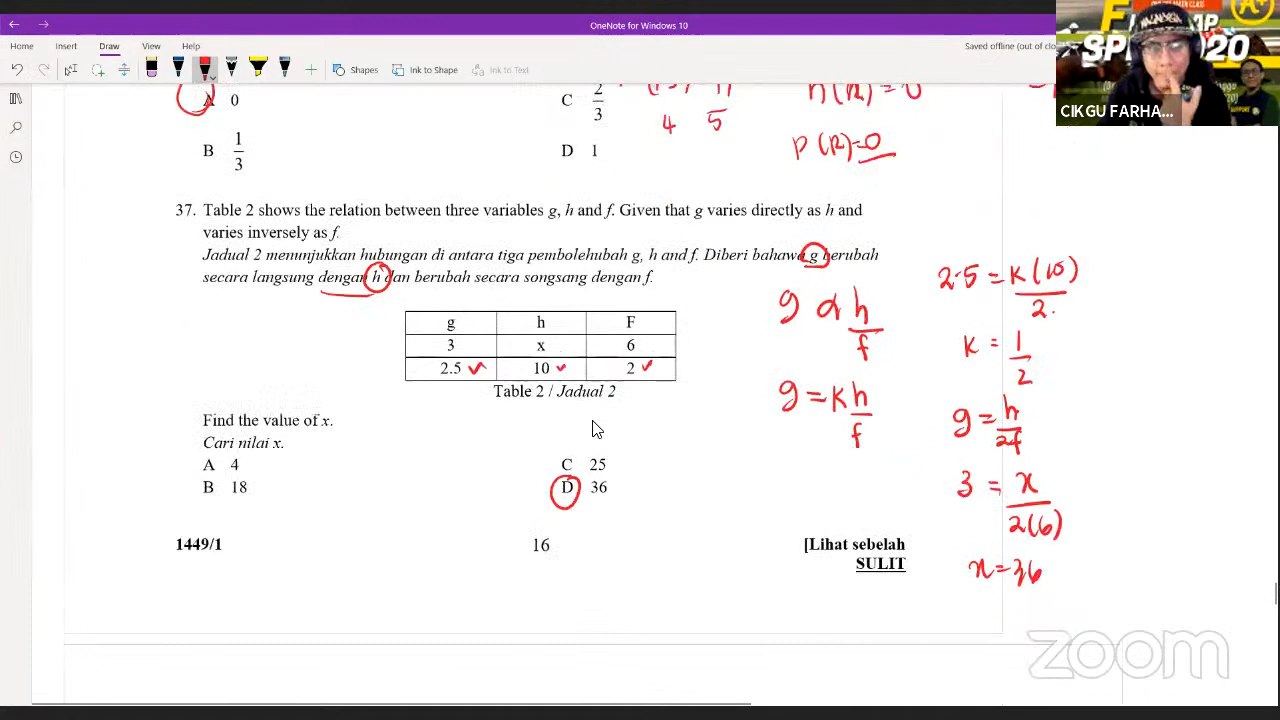 OneNote for Windows 10
Home Insert Draw View Help
Saved offline (out of
Shapes Ink to Shape Ink to Text
SP 2020
A+
CIKGU FARHA...
A 0
C 2/3
4 5
B 1/3
D 1
P(R)=0
37. Table 2 shows the relation between three variables g, h and f. Given that g varies directly as h and
varies inversely as f.
Jadual 2 menunjukkan hubungan di antara tiga pembolehubah g, h and f. Diberi bahawa g berubah
secara langsung dengan h dan berubah secara songsang dengan f.
g h F
3 x 6
2.5 10 2
Table 2 / Jadual 2
Find the value of x.
Cari nilai x.
A 4
C 25
B 18
D 36
g α h/f
g = kh/f
2.5 = k(10)/2
k = 1/2
g = h/2f
3 = x/2(6)
x = 36
1449/1 16 [Lihat sebelah
SULIT
zoom